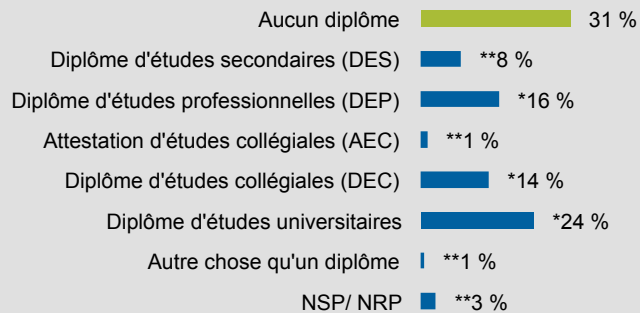 Aucun diplôme 31 %
Diplôme d'études secondaires (DES) **8 %
Diplôme d'études professionnelles (DEP) *16 %
Attestation d'études collégiales (AEC) **1 %
Diplôme d'études collégiales (DEC) *14 %
Diplôme d'études universitaires *24 %
Autre chose qu'un diplôme **1 %
NSP/ NRP **3 %